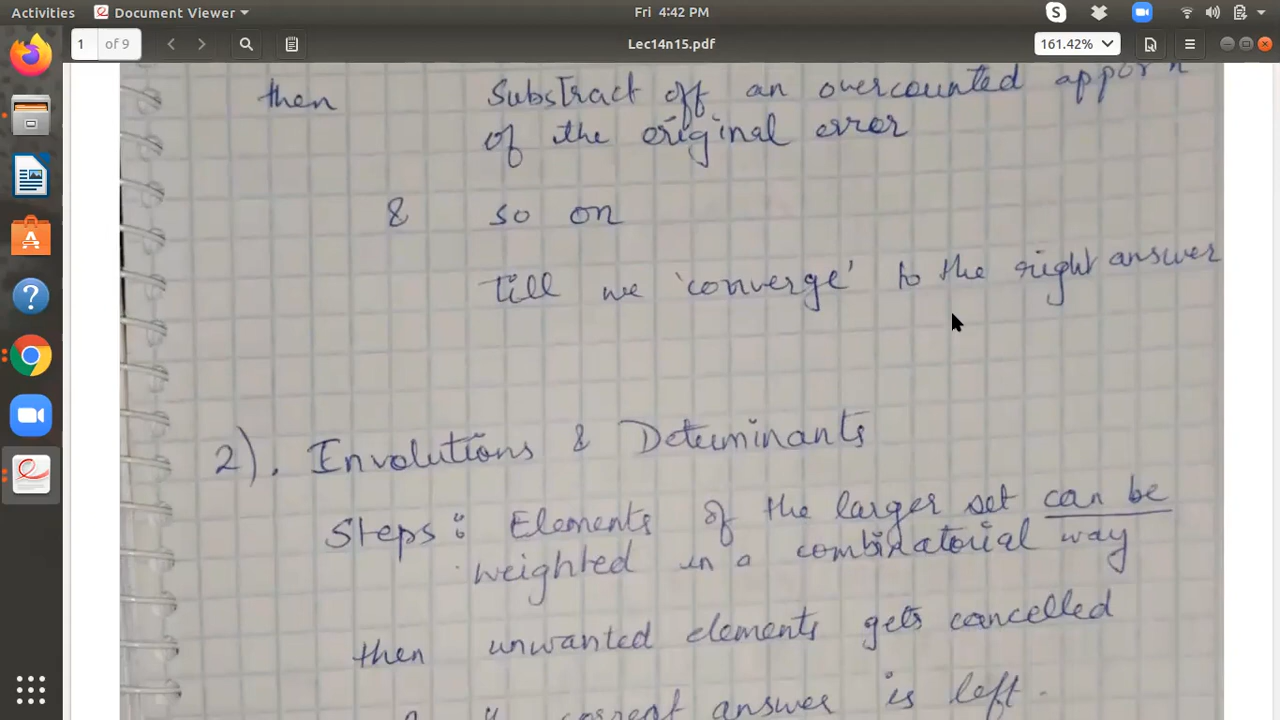 Activities
Document Viewer
Fri 4:42 PM
1 of 9
Lec14n15.pdf
161.42%
then Substract off an overcounted
of the original error
& so on
till we 'converge' to the right answer
2). Involutions & Determinants
Steps: Elements of the larger set can be
weighted in a combinatorial way
then unwanted elements gets cancelled
correct answer is left.